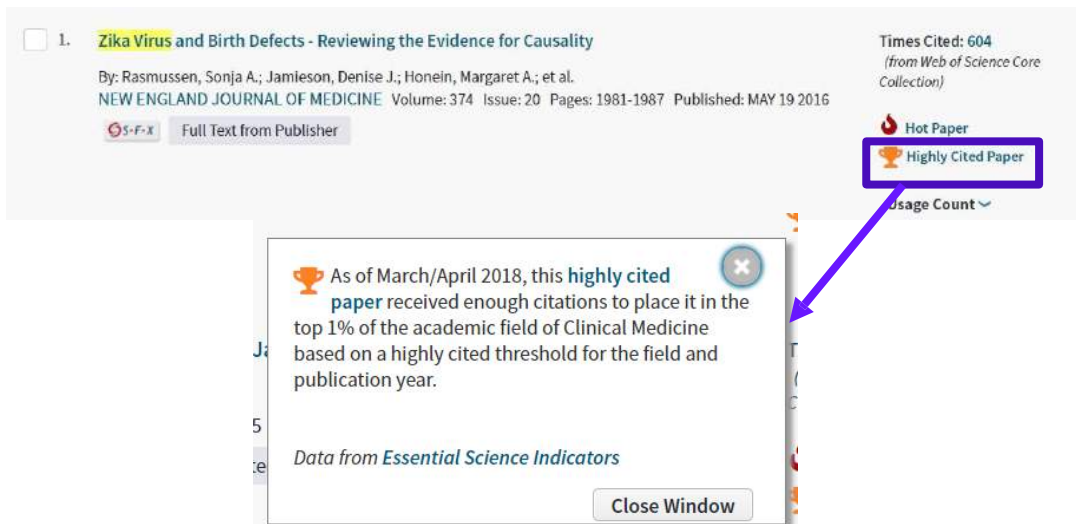 1. Zika Virus and Birth Defects - Reviewing the Evidence for Causality
By: Rasmussen, Sonja A.; Jamieson, Denise J.; Honein, Margaret A.; et al.
NEW ENGLAND JOURNAL OF MEDICINE Volume: 374 Issue: 20 Pages: 1981-1987 Published: MAY 19 2016
S·F·X Full Text from Publisher
Times Cited: 604
(from Web of Science Core
Collection)
Hot Paper
Highly Cited Paper
Usage Count
As of March/April 2018, this highly cited
paper received enough citations to place it in the
top 1% of the academic field of Clinical Medicine
based on a highly cited threshold for the field and
publication year.
Data from Essential Science Indicators
Close Window